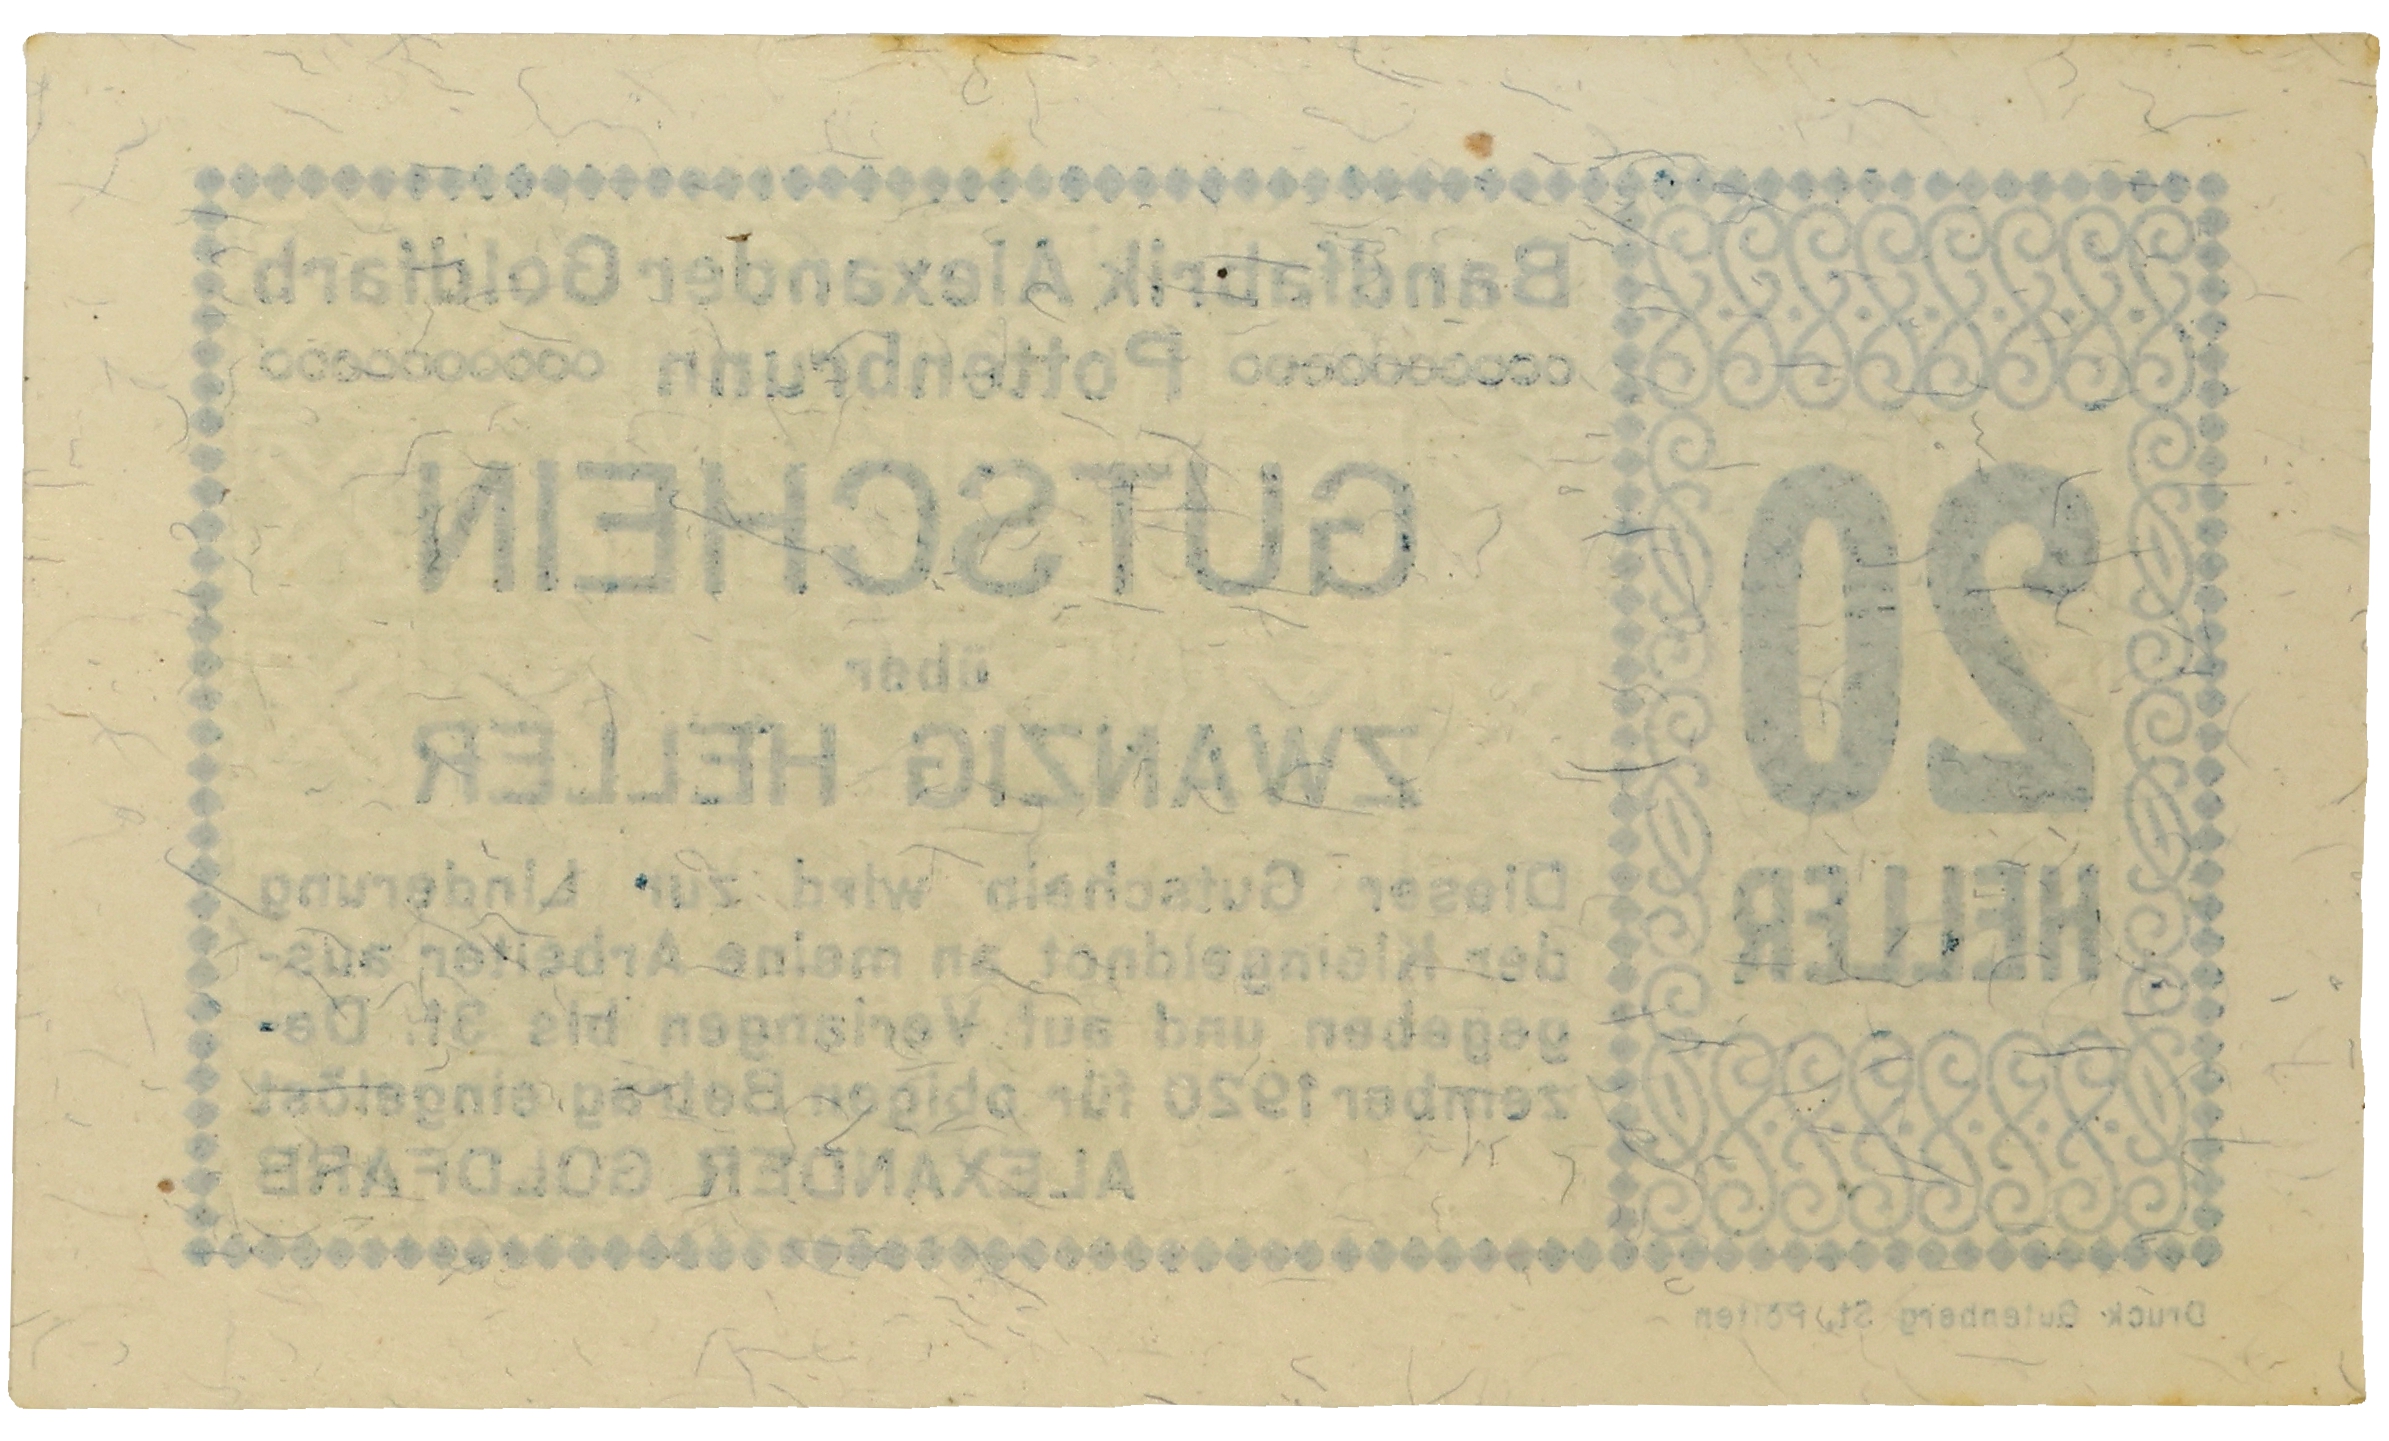 Bandfabrik Alexander Goldfarb
Pottenbrunn
GUTSCHEIN
über
ZWANZIG HELLER
Dieser Gutschein wird zur Linderung
der Kleingeldnot an meine Arbeiter aus-
gegeben und auf Verlangen bis 31. De-
zember 1920 für obigen Betrag eingelöst
ALEXANDER GOLDFARB
20
HELLER
Druck Gutenberg St. Pölten